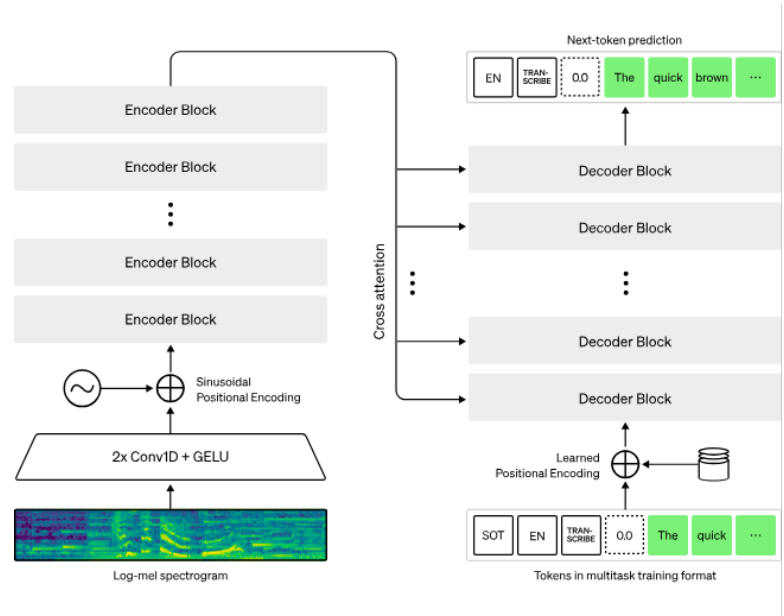 Next-token prediction
EN
TRAN-
SCRIBE
0.0
The
quick
brown
...
Encoder Block
Encoder Block
Encoder Block
Encoder Block
Cross attention
Decoder Block
Decoder Block
Decoder Block
Decoder Block
Sinusoidal
Positional Encoding
2x Conv1D + GELU
Log-mel spectrogram
Learned
Positional Encoding
SOT
EN
TRAN-
SCRIBE
0.0
The
quick
...
Tokens in multitask training format